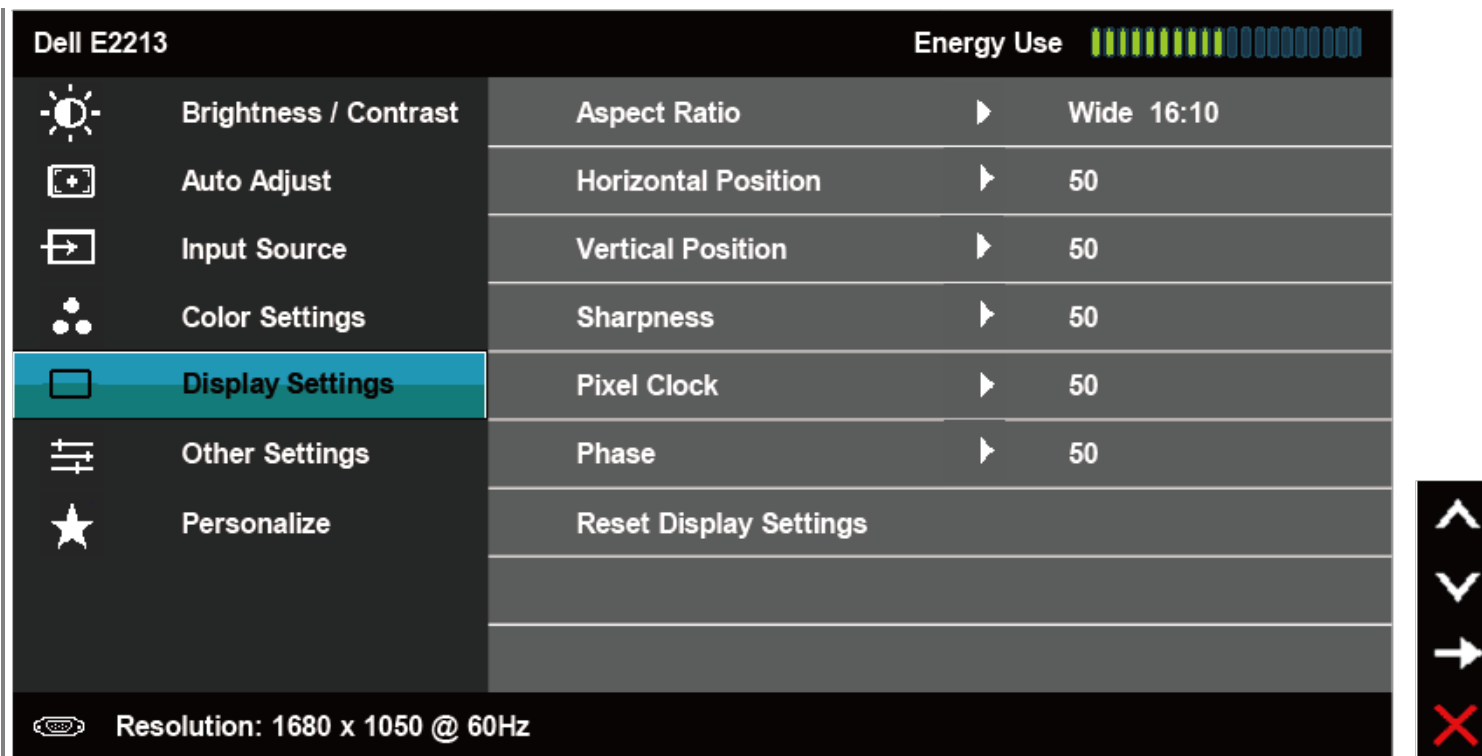 Dell E2213 Energy Use
Brightness / Contrast Aspect Ratio Wide 16:10
Auto Adjust Horizontal Position 50
Input Source Vertical Position 50
Color Settings Sharpness 50
Display Settings Pixel Clock 50
Other Settings Phase 50
Personalize Reset Display Settings
Resolution: 1680 x 1050 @ 60Hz